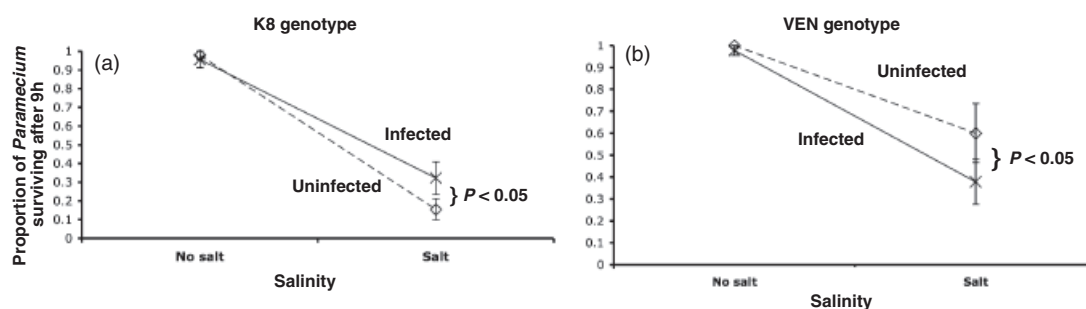 K8 genotype
(a)
Proportion of Paramecium
surviving after 9h
1
0.9
0.8
0.7
0.6
0.5
0.4
0.3
0.2
0.1
0
Infected
Uninfected
} P < 0.05
No salt
Salt
Salinity
VEN genotype
(b)
1
0.9
0.8
0.7
0.6
0.5
0.4
0.3
0.2
0.1
0
Uninfected
Infected
} P < 0.05
No salt
Salt
Salinity